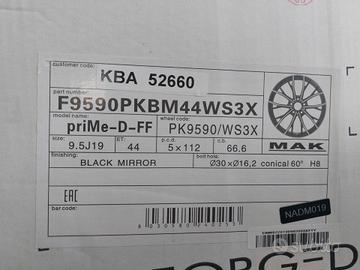 customer code:
KBA 52660
part number:
F9590PKBM44WS3X
model name:
priMe-D-FF
wheel code:
PK9590/WS3X
MAK
size:
9.5J19
ET:
44
p.c.d.
5×112
c.b.
66.6
finishing:
BLACK MIRROR
bolt hole:
Ø30×Ø16,2 conical 60° H8
EAC
bar code:
NADM019
FORG-D